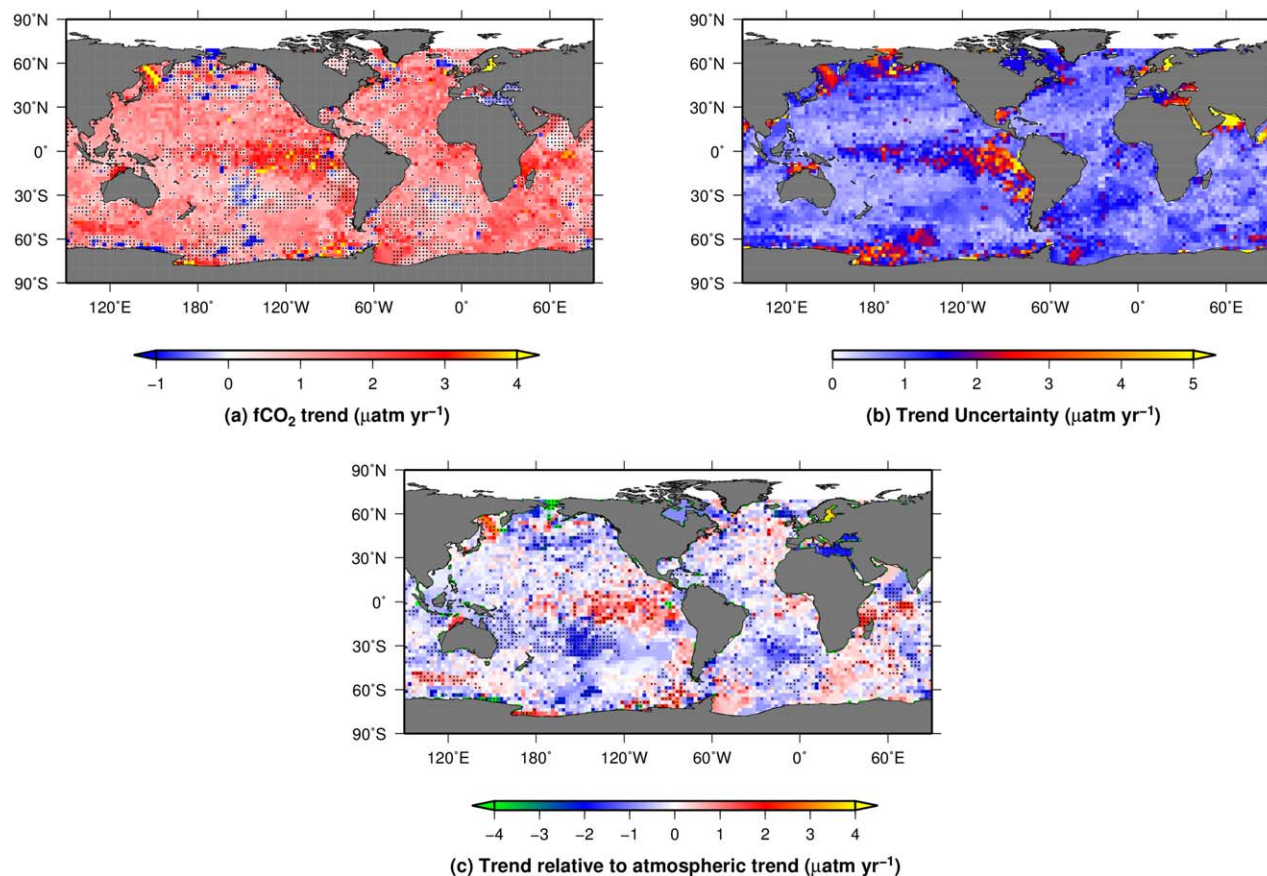 90°N
60°N
30°N
0°
30°S
60°S
90°S
120°E 180° 120°W 60°W 0° 60°E
−1 0 1 2 3 4
(a) fCO₂ trend (μatm yr⁻¹)
90°N
60°N
30°N
0°
30°S
60°S
90°S
120°E 180° 120°W 60°W 0° 60°E
0 1 2 3 4 5
(b) Trend Uncertainty (μatm yr⁻¹)
90°N
60°N
30°N
0°
30°S
60°S
90°S
120°E 180° 120°W 60°W 0° 60°E
−4 −3 −2 −1 0 1 2 3 4
(c) Trend relative to atmospheric trend (μatm yr⁻¹)